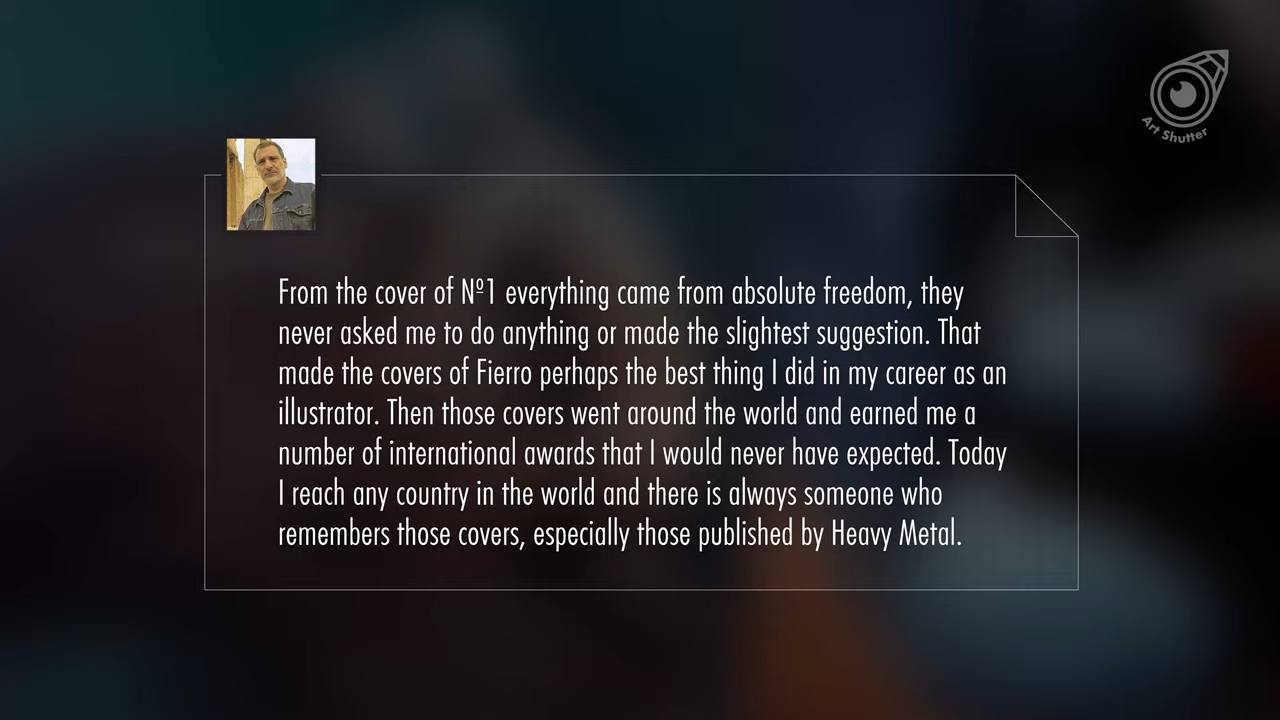 Art Shutter
From the cover of Nº1 everything came from absolute freedom, they
never asked me to do anything or made the slightest suggestion. That
made the covers of Fierro perhaps the best thing I did in my career as an
illustrator. Then those covers went around the world and earned me a
number of international awards that I would never have expected. Today
I reach any country in the world and there is always someone who
remembers those covers, especially those published by Heavy Metal.